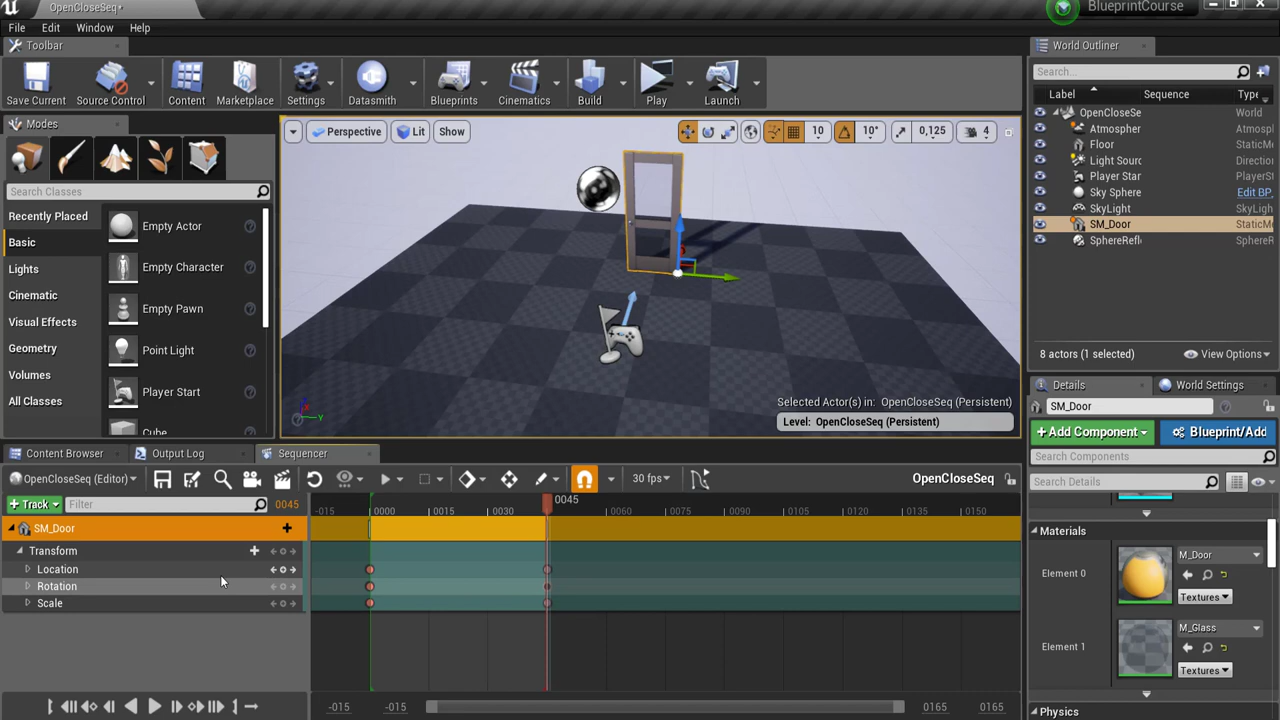 OpenCloseSeq*
BlueprintCourse
File Edit Window Help
Toolbar
World Outliner
Save Current Source Control Content Marketplace Settings Datasmith Blueprints Cinematics Build Play Launch
Search...
Label Sequence Type
OpenCloseSe World
Atmospher Atmosph
Floor StaticMe
Light Sourc Direction
Player Star PlayerSt
Sky Sphere Edit BP_
SkyLight SkyLight
SM_Door StaticMe
SphereRefle SphereR
8 actors (1 selected) View Options
Modes
Search Classes
Recently Placed
Basic
Lights
Cinematic
Visual Effects
Geometry
Volumes
All Classes
Empty Actor
Empty Character
Empty Pawn
Point Light
Player Start
Cube
Perspective Lit Show
10 10° 0,125 4
Selected Actor(s) in: OpenCloseSeq (Persistent)
Level: OpenCloseSeq (Persistent)
Details World Settings
SM_Door
+Add Component Blueprint/Add
Search Components
Search Details
Materials
Element 0 M_Door
Textures
Element 1 M_Glass
Textures
Physics
Content Browser Output Log Sequencer
OpenCloseSeq (Editor) 30 fps OpenCloseSeq
+ Track Filter 0045
-015 0000 0015 0030 0045 0060 0075 0090 0105 0120 0135 0150
SM_Door
Transform
Location
Rotation
Scale
-015 -015 0165 0165